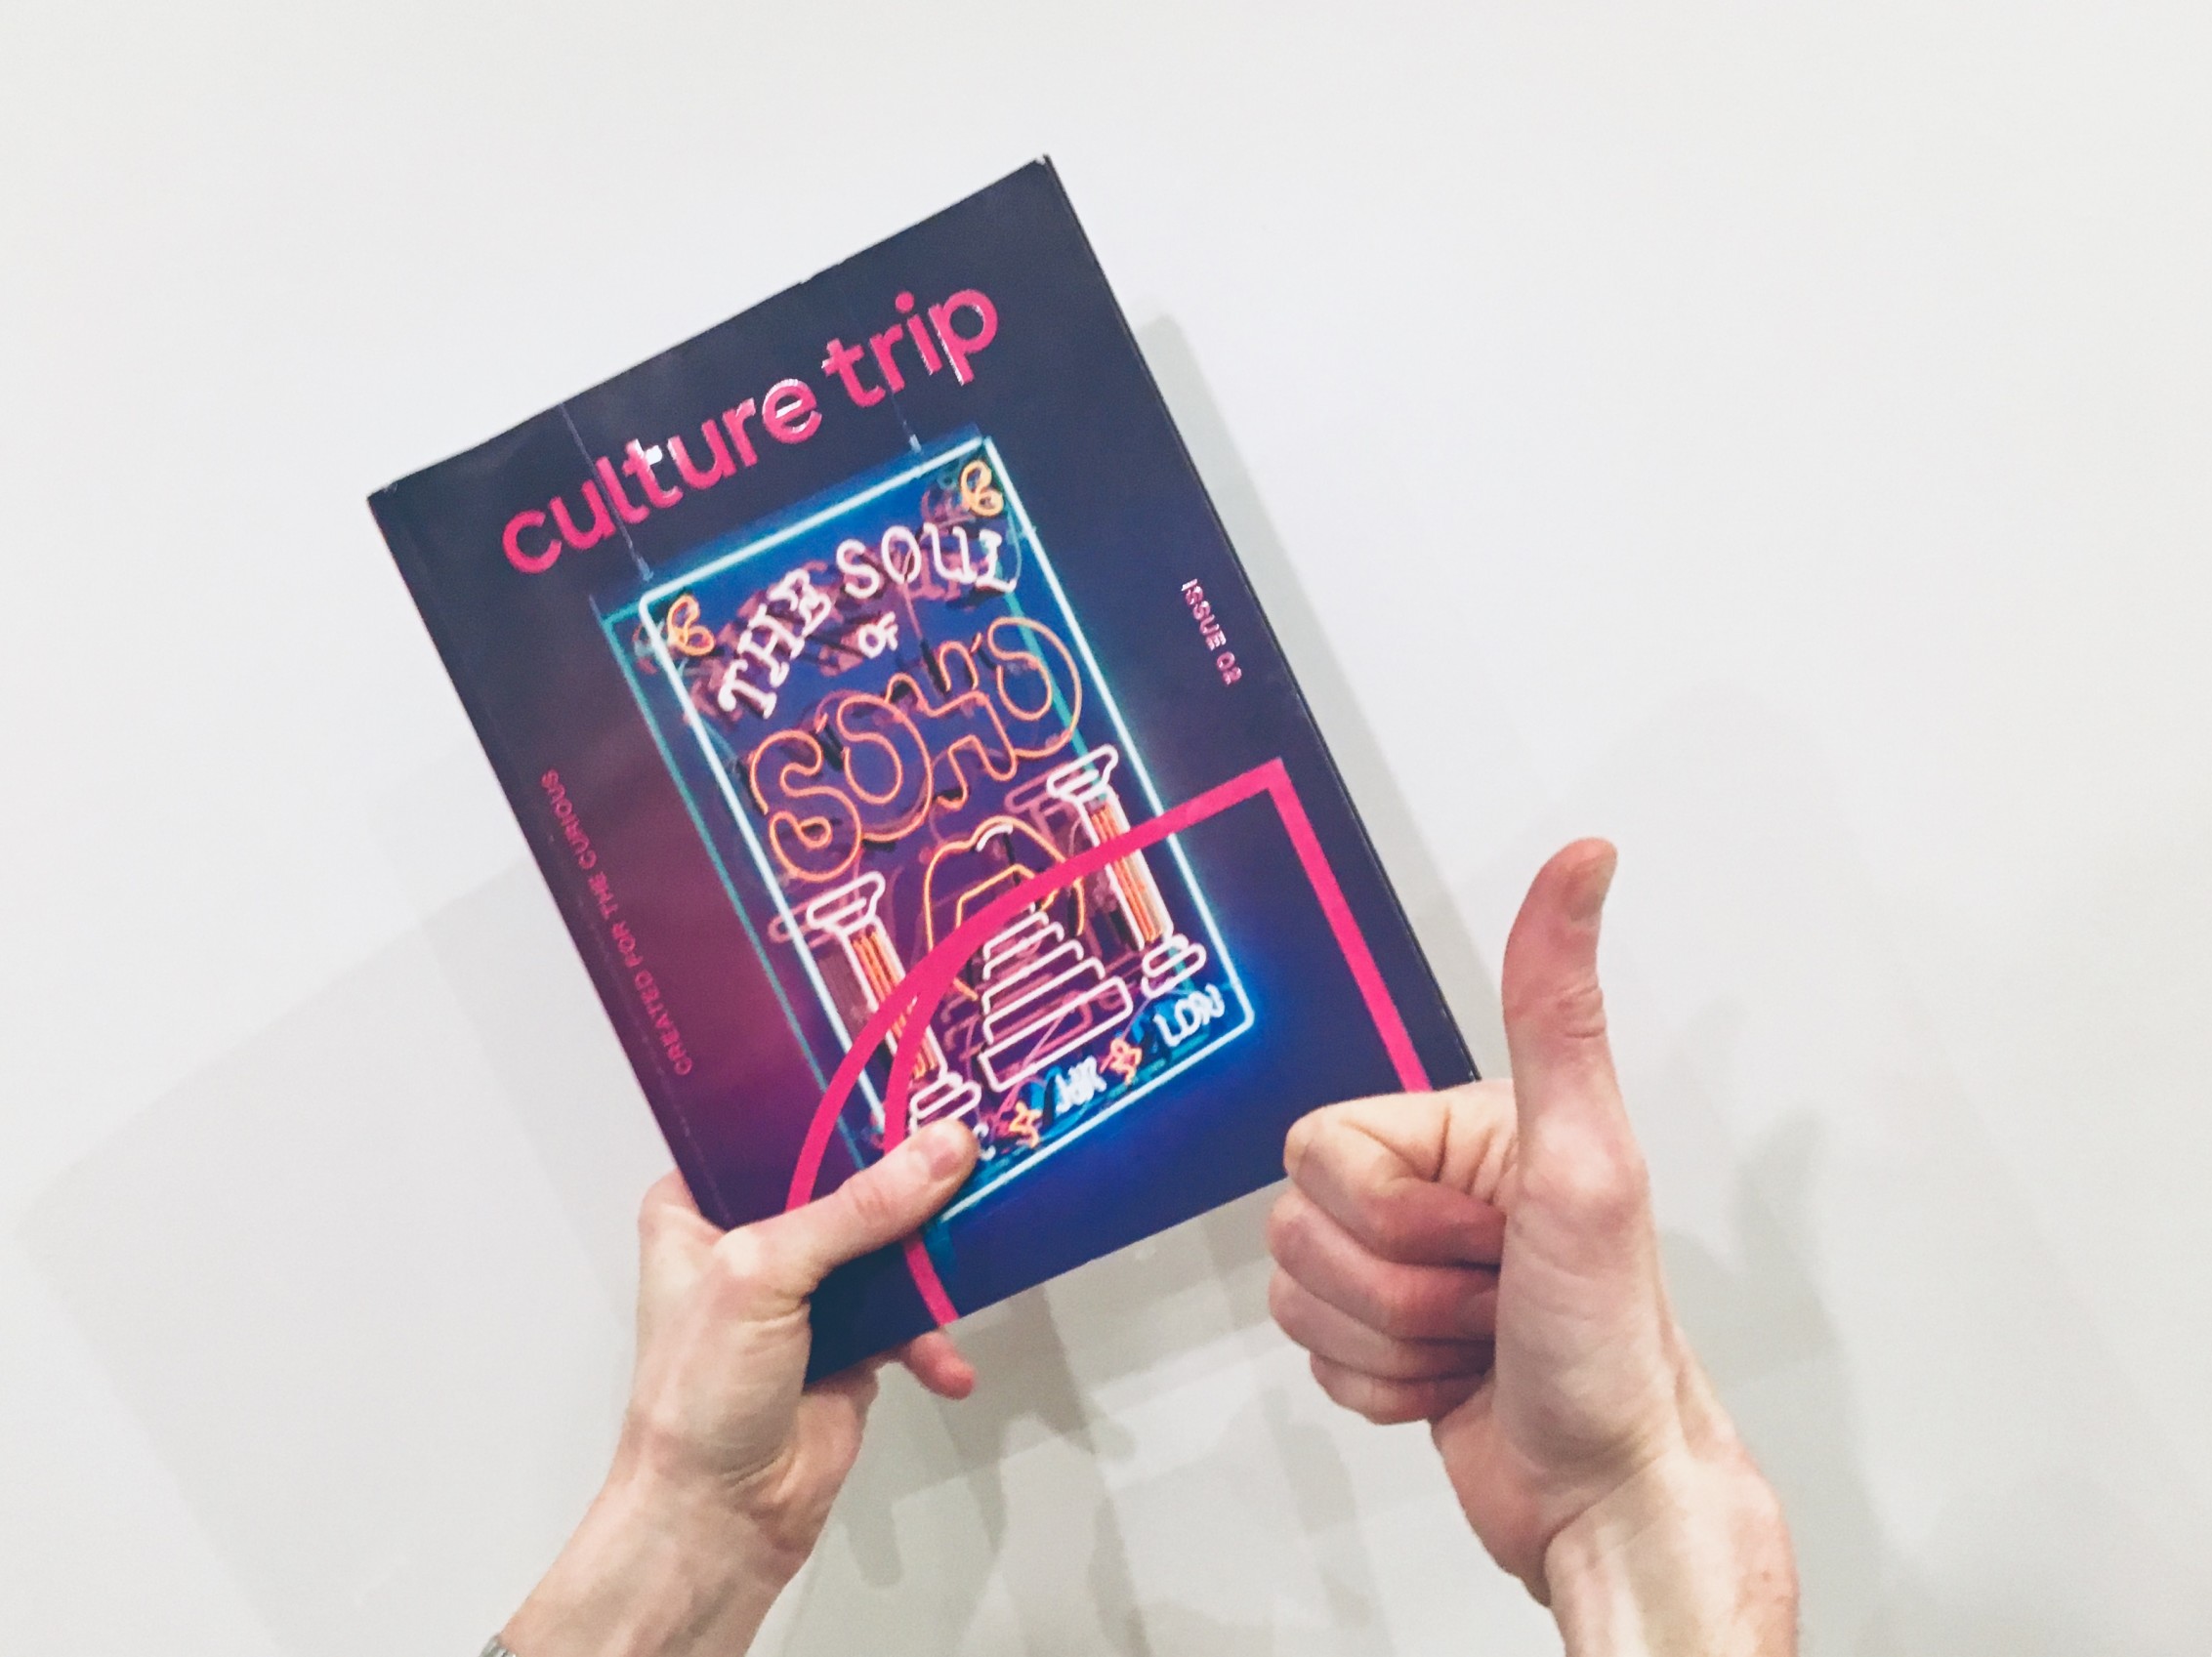 culture trip
THE SOUL
OF
SOHO
ISSUE 02
CREATED FOR THE CURIOUS
LDN